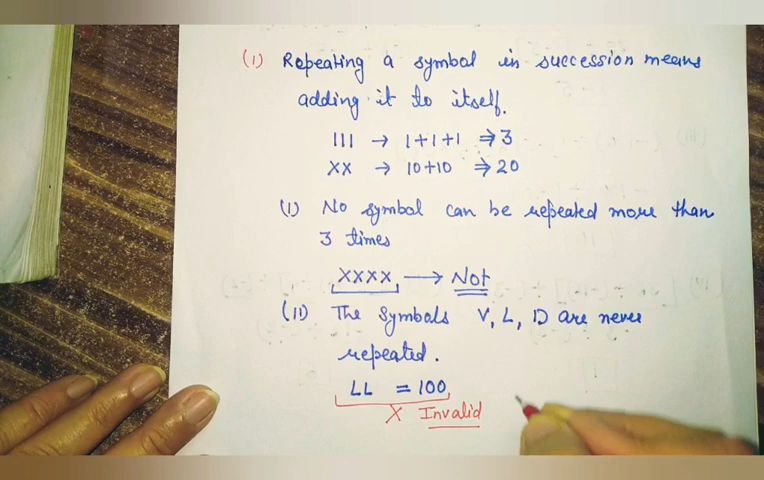 (i) Repeating a symbol in succession means
adding it to itself.
III → 1+1+1 ⇒ 3
XX → 10+10 ⇒ 20
(I) No symbol can be repeated more than
3 times
XXXX → Not
(II) The symbols V, L, D are never
repeated.
LL = 100
X Invalid